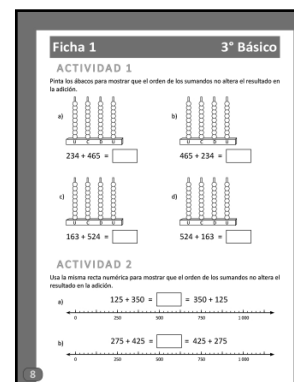 Ficha 1 3° Básico
ACTIVIDAD 1
Pinta los ábacos para mostrar que el orden de los sumandos no altera el resultado en
la adición.
a) b)
U C D U U C D U
234 + 465 = 465 + 234 =
c) d)
U C D U U C D U
163 + 524 = 524 + 163 =
ACTIVIDAD 2
Usa la misma recta numérica para mostrar que el orden de los sumandos no altera el
resultado en la adición.
a) 125 + 350 = = 350 + 125
0 250 500 750 1 000
b) 275 + 425 = = 425 + 275
0 250 500 750 1 000
8